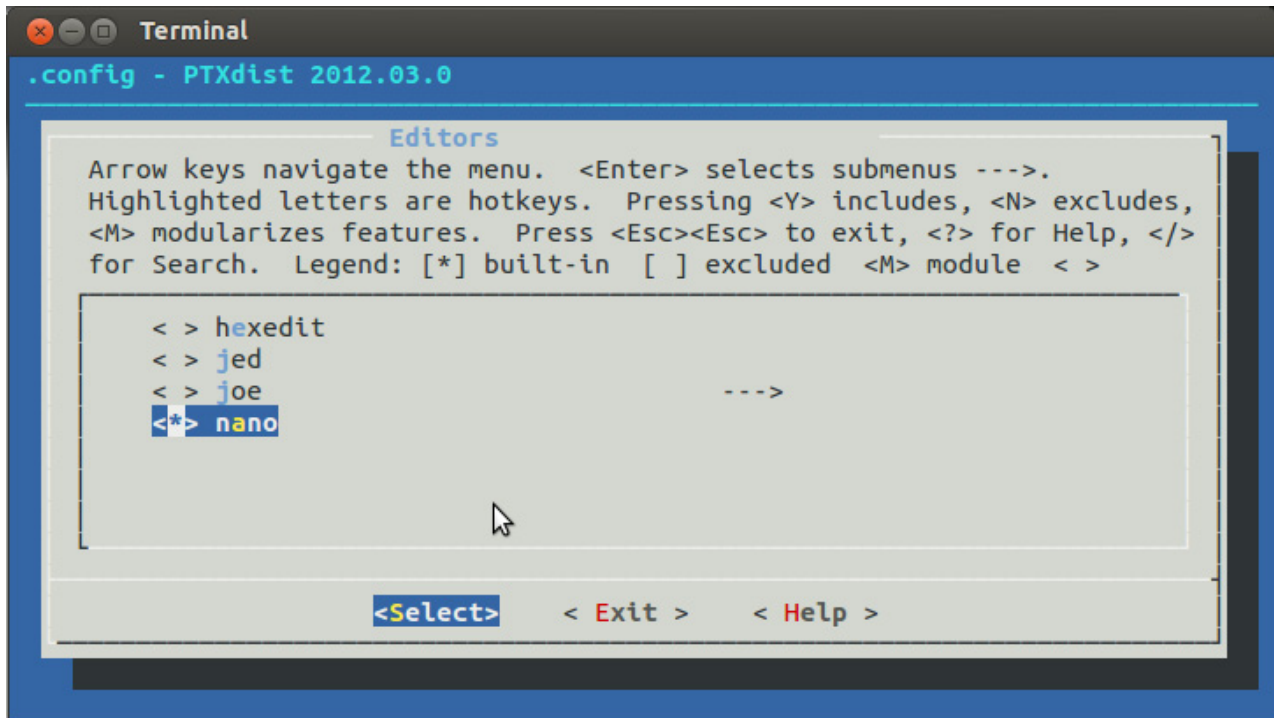 Terminal
.config - PTXdist 2012.03.0
Editors
Arrow keys navigate the menu.  <Enter> selects submenus --->.
Highlighted letters are hotkeys.  Pressing <Y> includes, <N> excludes,
<M> modularizes features.  Press <Esc><Esc> to exit, <?> for Help, </>
for Search.  Legend: [*] built-in  [ ] excluded  <M> module  < >
< > hexedit
< > jed
< > joe                             --->
<*> nano
<Select>    < Exit >    < Help >